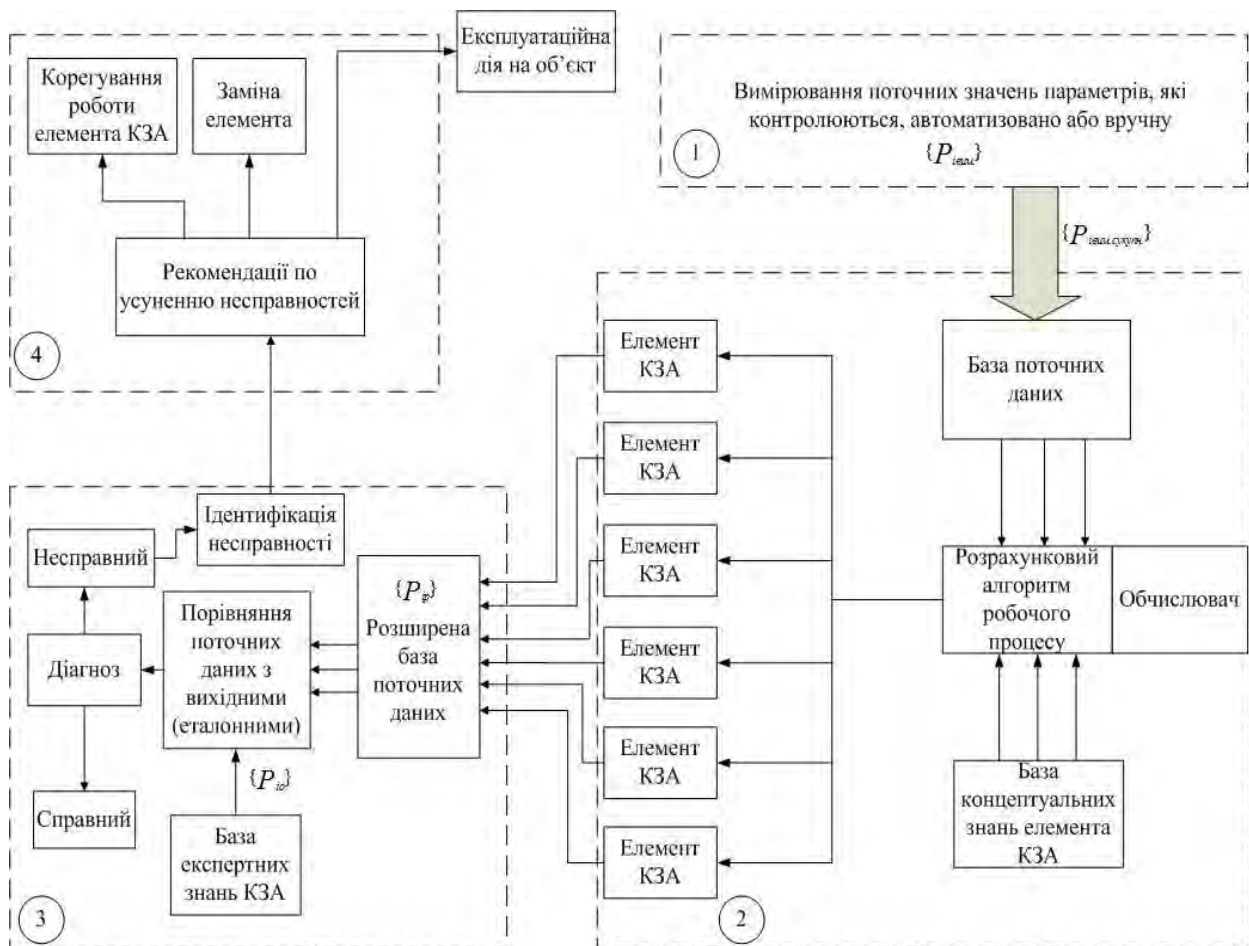 Експлуатаційна
дія на об’єкт
Корегування
роботи
елемента КЗА
Заміна
елемента
Рекомендації по
усуненню несправностей
4
Вимірювання поточних значень параметрів, які
контролюються, автоматизовано або вручну
1
База поточних
даних
Елемент
КЗА
Елемент
КЗА
Елемент
КЗА
Елемент
КЗА
Елемент
КЗА
Елемент
КЗА
Розрахунковий
алгоритм
робочого
процесу
Обчислювач
База
концептуальних
знань елемента
КЗА
2
Ідентифікація
несправності
Несправний
Діагноз
Справний
Порівняння
поточних
даних з
вихідними
(еталонними)
Розширена
база
поточних
даних
{P_io}
База
експертних
знань КЗА
3